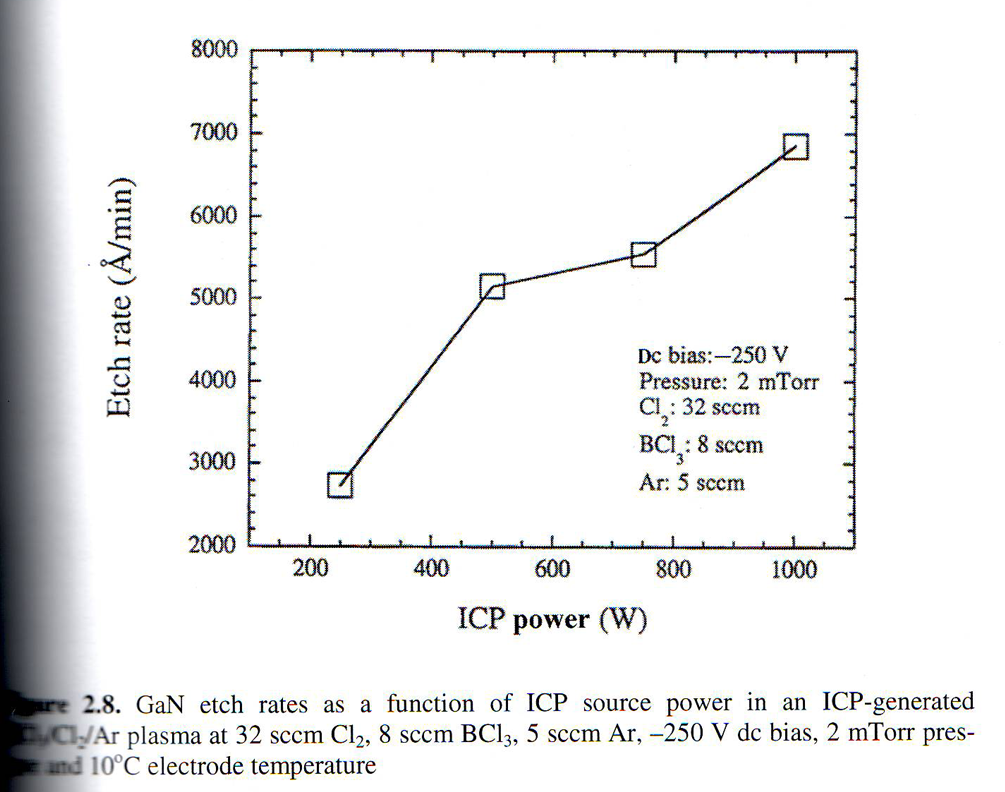 8000
7000
6000
5000
4000
3000
2000
Etch rate (Å/min)
Dc bias:–250 V
Pressure: 2 mTorr
Cl₂: 32 sccm
BCl₃: 8 sccm
Ar: 5 sccm
200 400 600 800 1000
ICP power (W)
2.8. GaN etch rates as a function of ICP source power in an ICP-generated
/Ar plasma at 32 sccm Cl₂, 8 sccm BCl₃, 5 sccm Ar, –250 V dc bias, 2 mTorr pres-
and 10°C electrode temperature